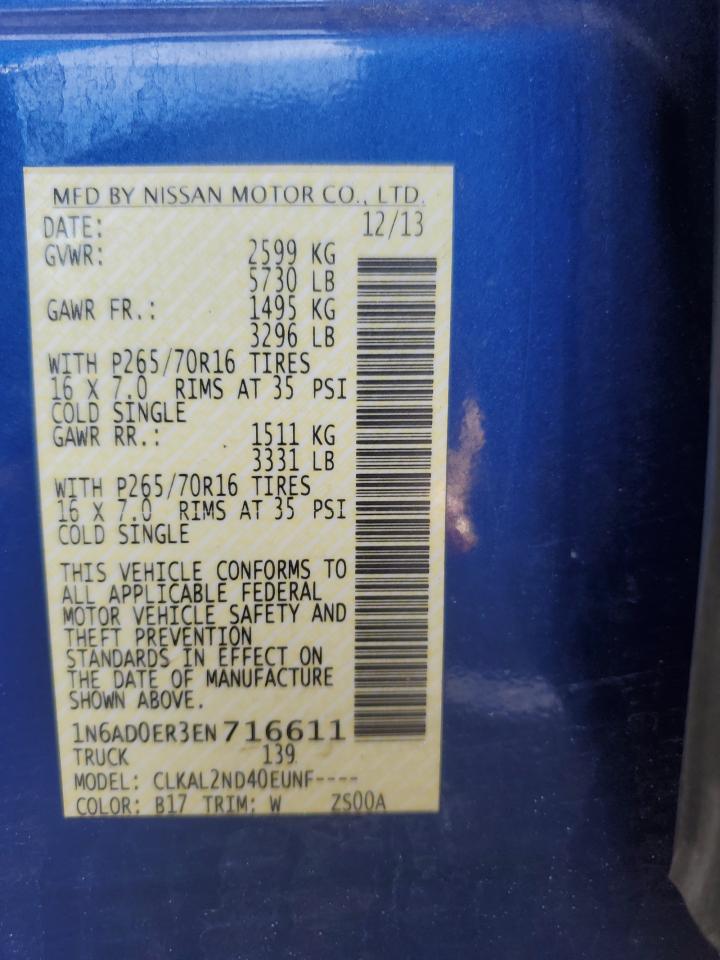 MFD BY NISSAN MOTOR CO., LTD.
DATE: 12/13
GVWR: 2599 KG
5730 LB
GAWR FR.: 1495 KG
3296 LB
WITH P265/70R16 TIRES
16 X 7.0 RIMS AT 35 PSI
COLD SINGLE
GAWR RR.: 1511 KG
3331 LB
WITH P265/70R16 TIRES
16 X 7.0 RIMS AT 35 PSI
COLD SINGLE
THIS VEHICLE CONFORMS TO
ALL APPLICABLE FEDERAL
MOTOR VEHICLE SAFETY AND
THEFT PREVENTION
STANDARDS IN EFFECT ON
THE DATE OF MANUFACTURE
SHOWN ABOVE.
1N6AD0ER3EN716611
TRUCK 139
MODEL: CLKAL2ND40EUNF----
COLOR: B17 TRIM: W ZS00A